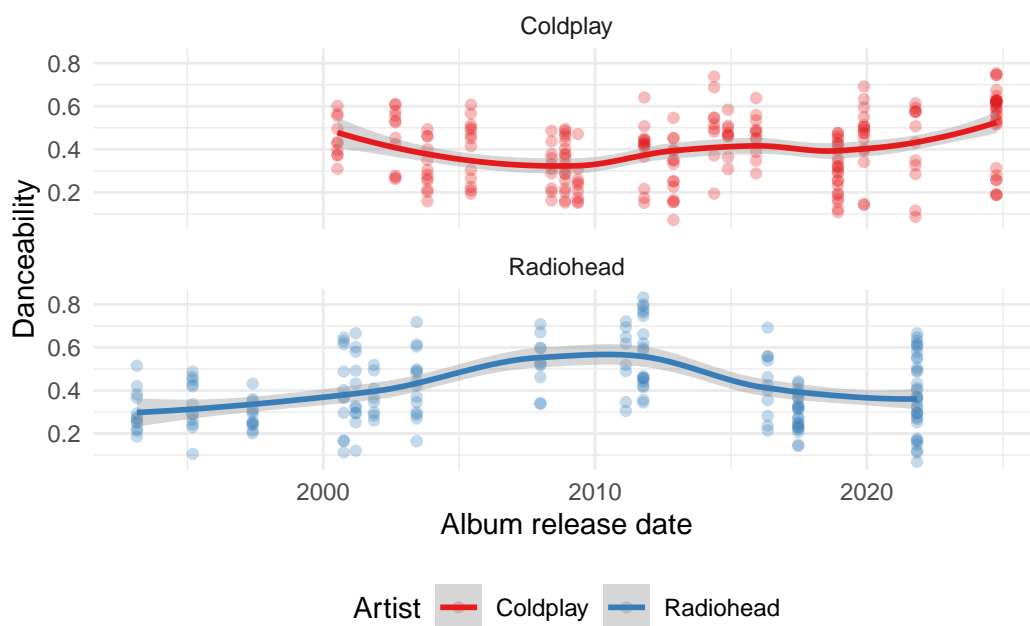 Coldplay
0.8
0.6
0.4
0.2
Radiohead
0.8
0.6
0.4
0.2
Danceability
2000 2010 2020
Album release date
Artist Coldplay Radiohead